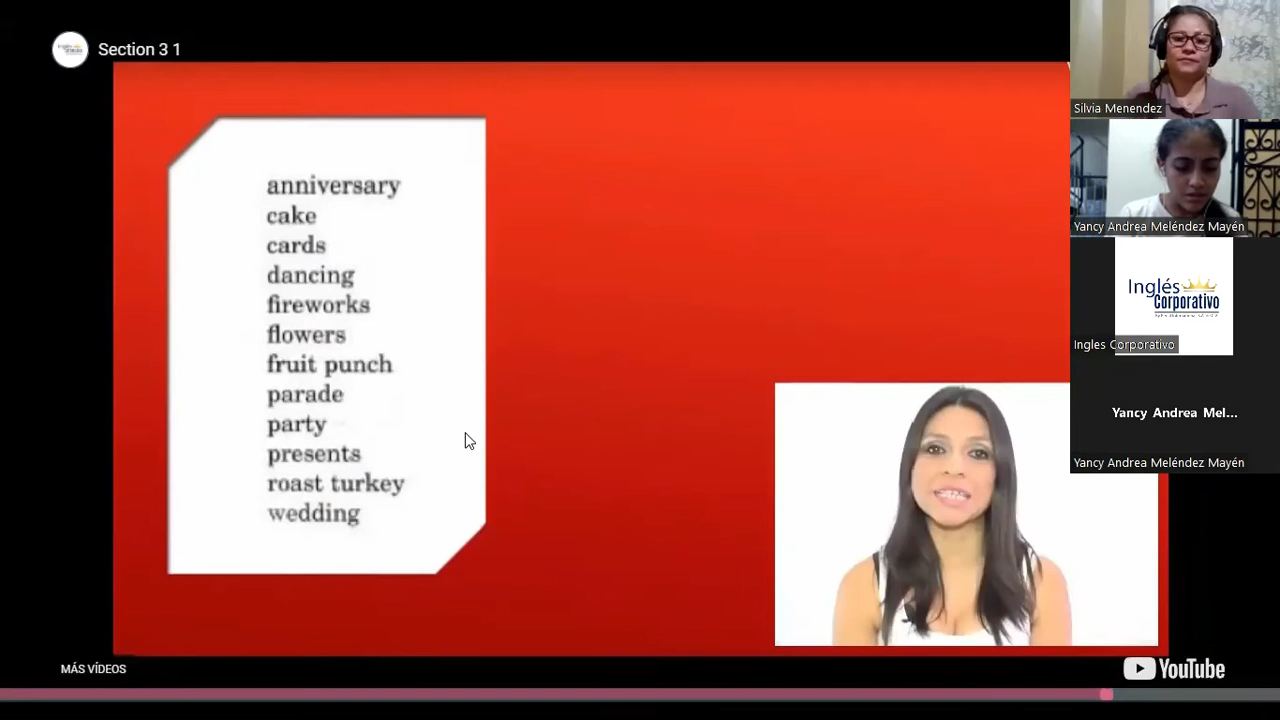 Section 3 1
anniversary
cake
cards
dancing
fireworks
flowers
fruit punch
parade
party
presents
roast turkey
wedding
MÁS VÍDEOS
YouTube
Silvia Menendez
Yancy Andrea Meléndez Mayén
Inglés
Corporativo
Ingles Corporativo
Yancy Andrea Mel...
Yancy Andrea Meléndez Mayén